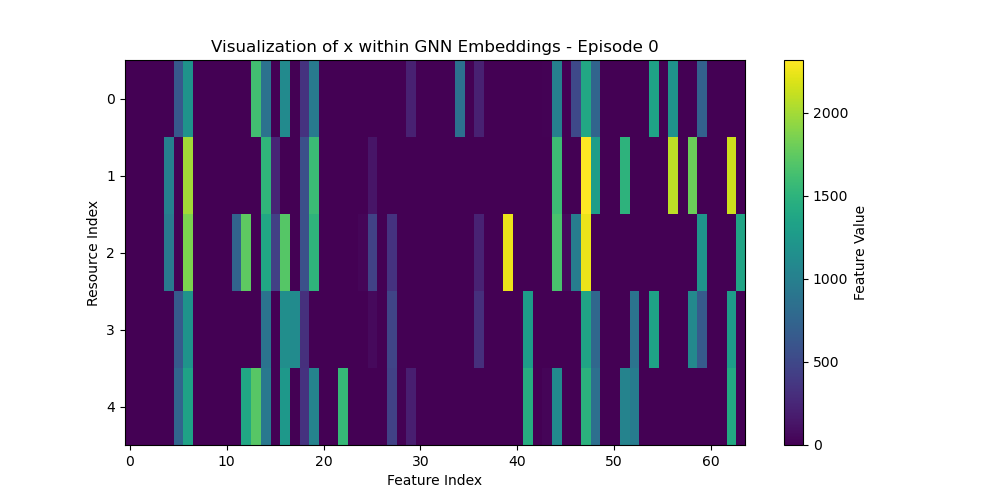 Visualization of x within GNN Embeddings - Episode 0
Resource Index
0
1
2
3
4
0 10 20 30 40 50 60
Feature Index
2000
1500
1000
500
0
Feature Value